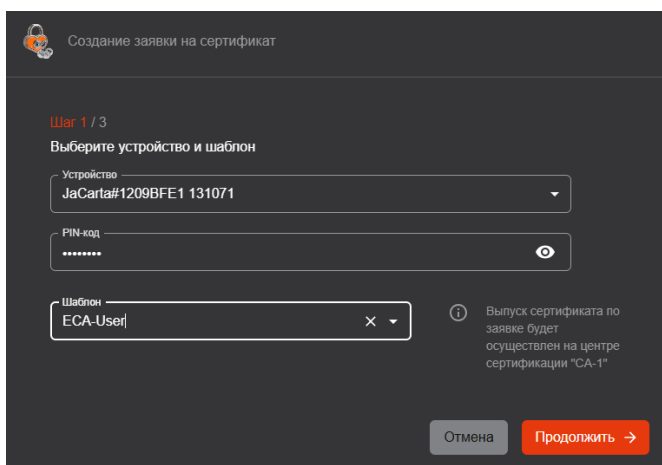 Создание заявки на сертификат
Шаг 1 / 3
Выберите устройство и шаблон
Устройство
JaCarta#1209BFE1 131071
PIN-код
••••••••
Шаблон
ECA-User
Выпуск сертификата по
заявке будет
осуществлен на центре
сертификации "CA-1"
Отмена
Продолжить →